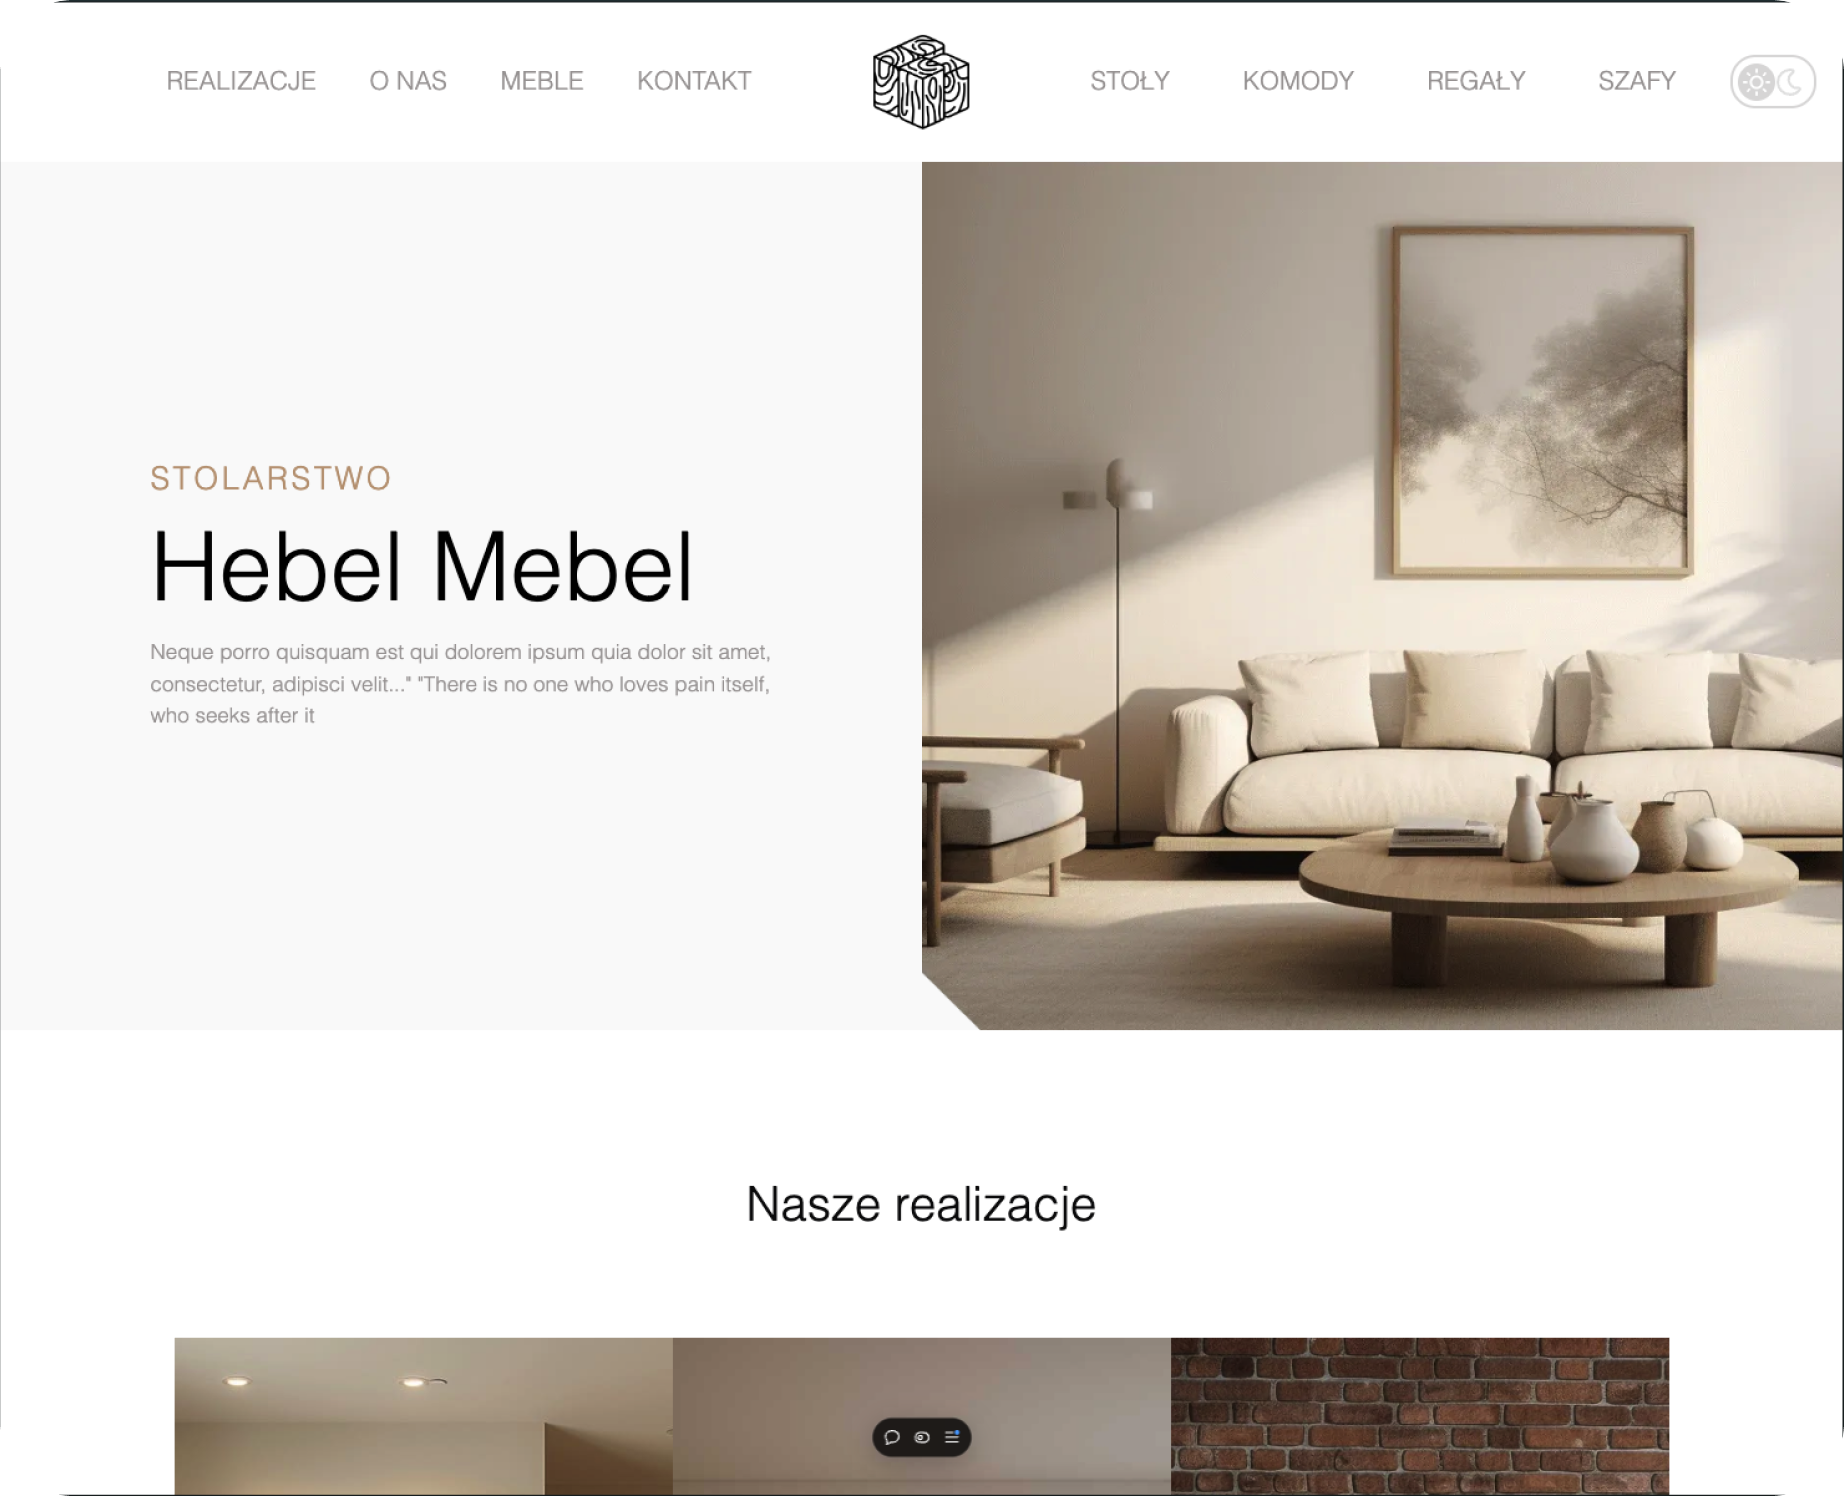 REALIZACJE O NAS MEBLE KONTAKT STOŁY KOMODY REGAŁY SZAFY
STOLARSTWO
Hebel Mebel
Neque porro quisquam est qui dolorem ipsum quia dolor sit amet,
consectetur, adipisci velit..." "There is no one who loves pain itself,
who seeks after it
Nasze realizacje